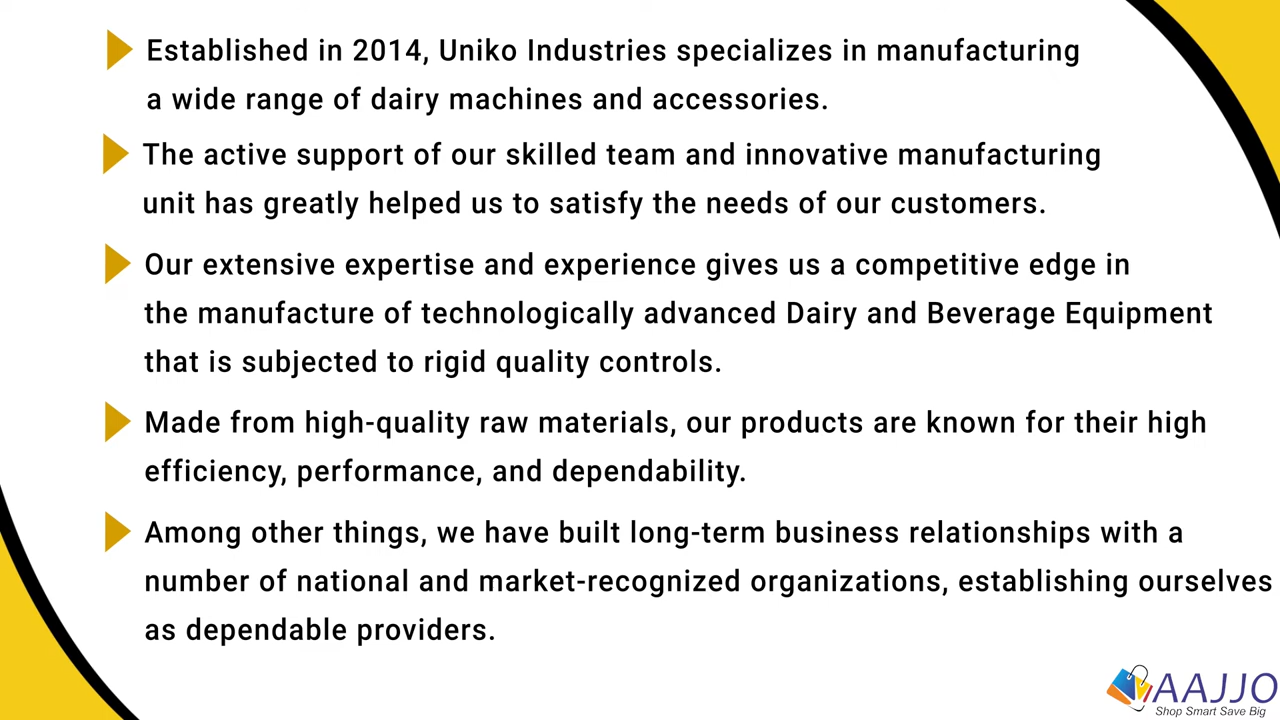 Established in 2014, Uniko Industries specializes in manufacturing
a wide range of dairy machines and accessories.
The active support of our skilled team and innovative manufacturing
unit has greatly helped us to satisfy the needs of our customers.
Our extensive expertise and experience gives us a competitive edge in
the manufacture of technologically advanced Dairy and Beverage Equipment
that is subjected to rigid quality controls.
Made from high-quality raw materials, our products are known for their high
efficiency, performance, and dependability.
Among other things, we have built long-term business relationships with a
number of national and market-recognized organizations, establishing ourselves
as dependable providers.
AAJJO
Shop Smart Save Big